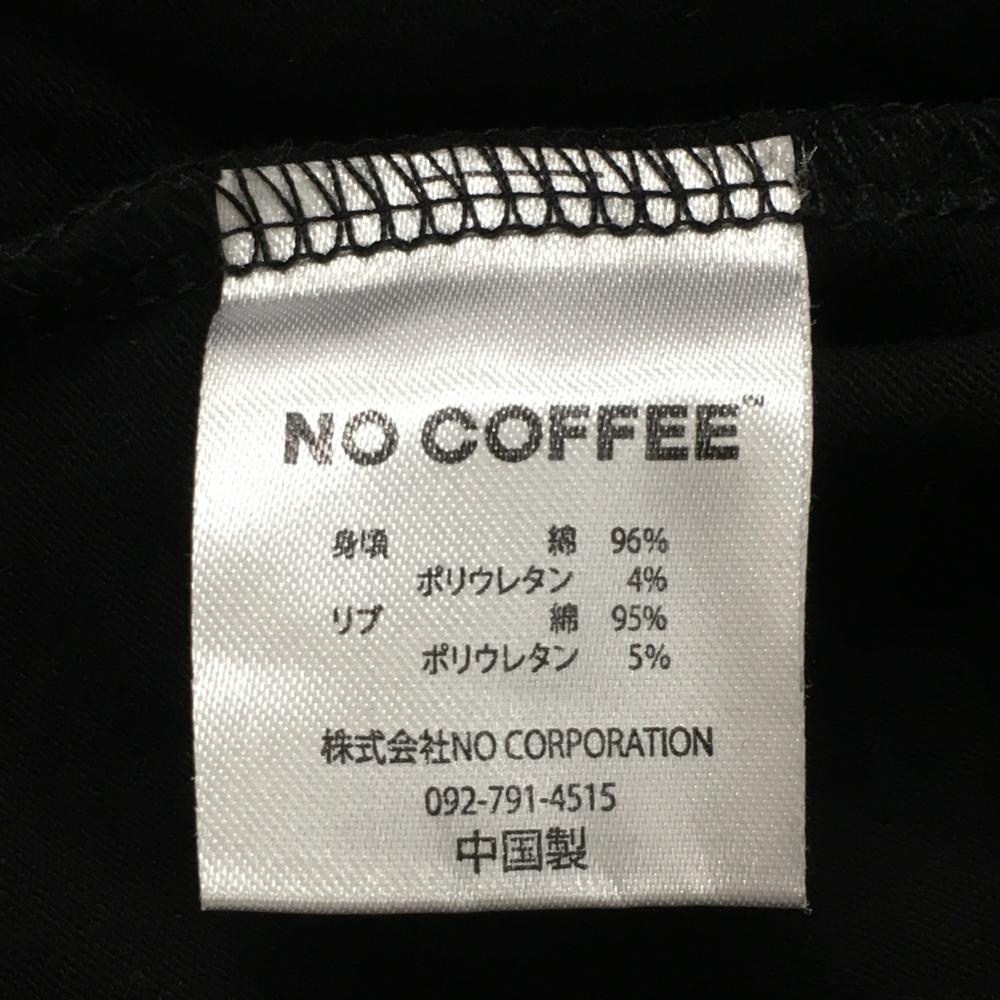 NO COFFEE™
身頃 綿 96%
ポリウレタン 4%
リブ 綿 95%
ポリウレタン 5%
株式会社NO CORPORATION
092-791-4515
中国製